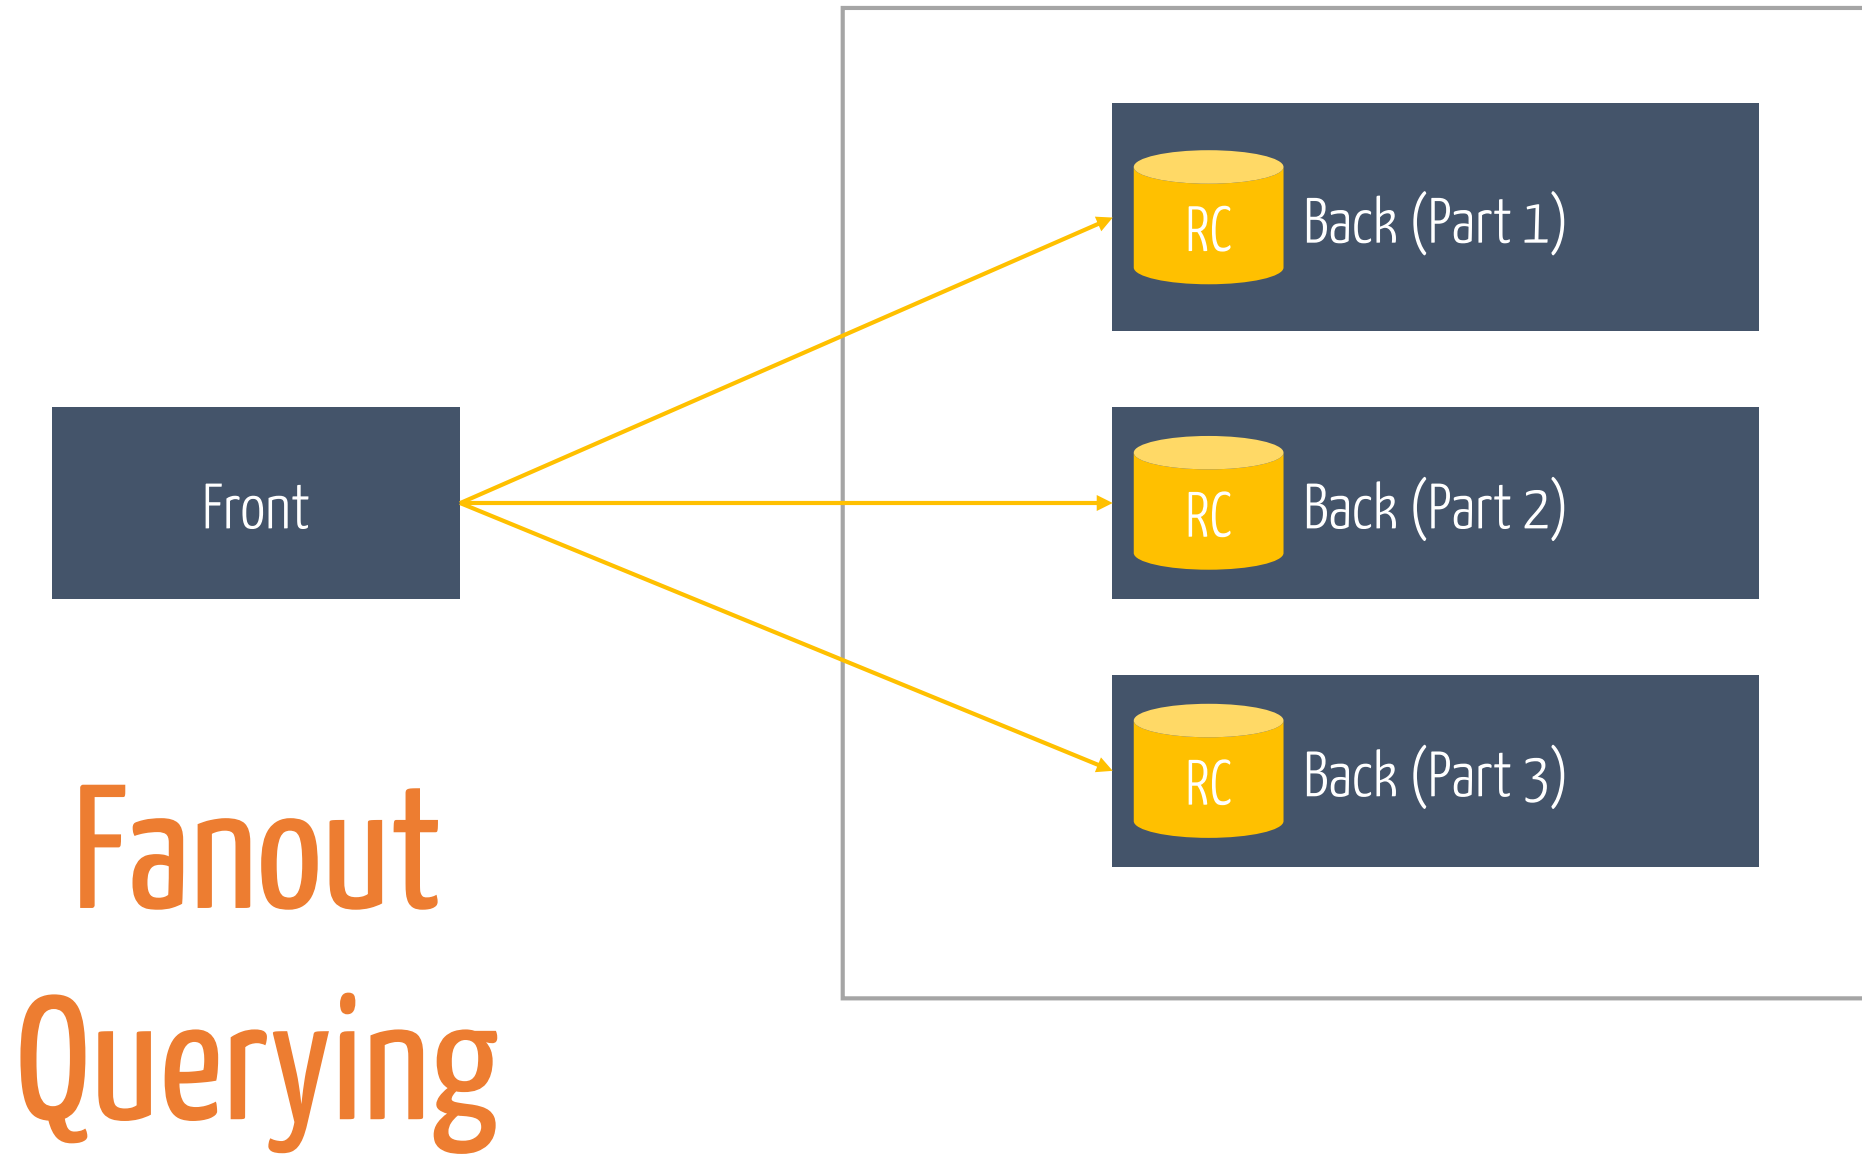 RC Back (Part 1)
Front
RC Back (Part 2)
RC Back (Part 3)
Fanout
Querying